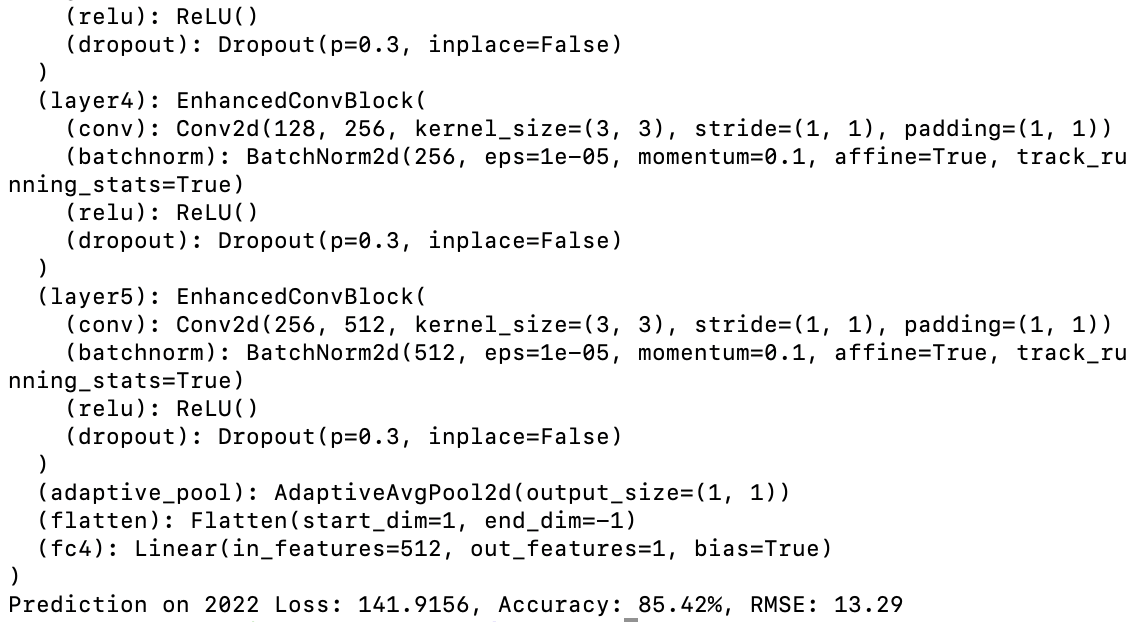 (relu): ReLU()
(dropout): Dropout(p=0.3, inplace=False)
)
(layer4): EnhancedConvBlock(
(conv): Conv2d(128, 256, kernel_size=(3, 3), stride=(1, 1), padding=(1, 1))
(batchnorm): BatchNorm2d(256, eps=1e-05, momentum=0.1, affine=True, track_ru
nning_stats=True)
(relu): ReLU()
(dropout): Dropout(p=0.3, inplace=False)
)
(layer5): EnhancedConvBlock(
(conv): Conv2d(256, 512, kernel_size=(3, 3), stride=(1, 1), padding=(1, 1))
(batchnorm): BatchNorm2d(512, eps=1e-05, momentum=0.1, affine=True, track_ru
nning_stats=True)
(relu): ReLU()
(dropout): Dropout(p=0.3, inplace=False)
)
(adaptive_pool): AdaptiveAvgPool2d(output_size=(1, 1))
(flatten): Flatten(start_dim=1, end_dim=-1)
(fc4): Linear(in_features=512, out_features=1, bias=True)
)
Prediction on 2022 Loss: 141.9156, Accuracy: 85.42%, RMSE: 13.29